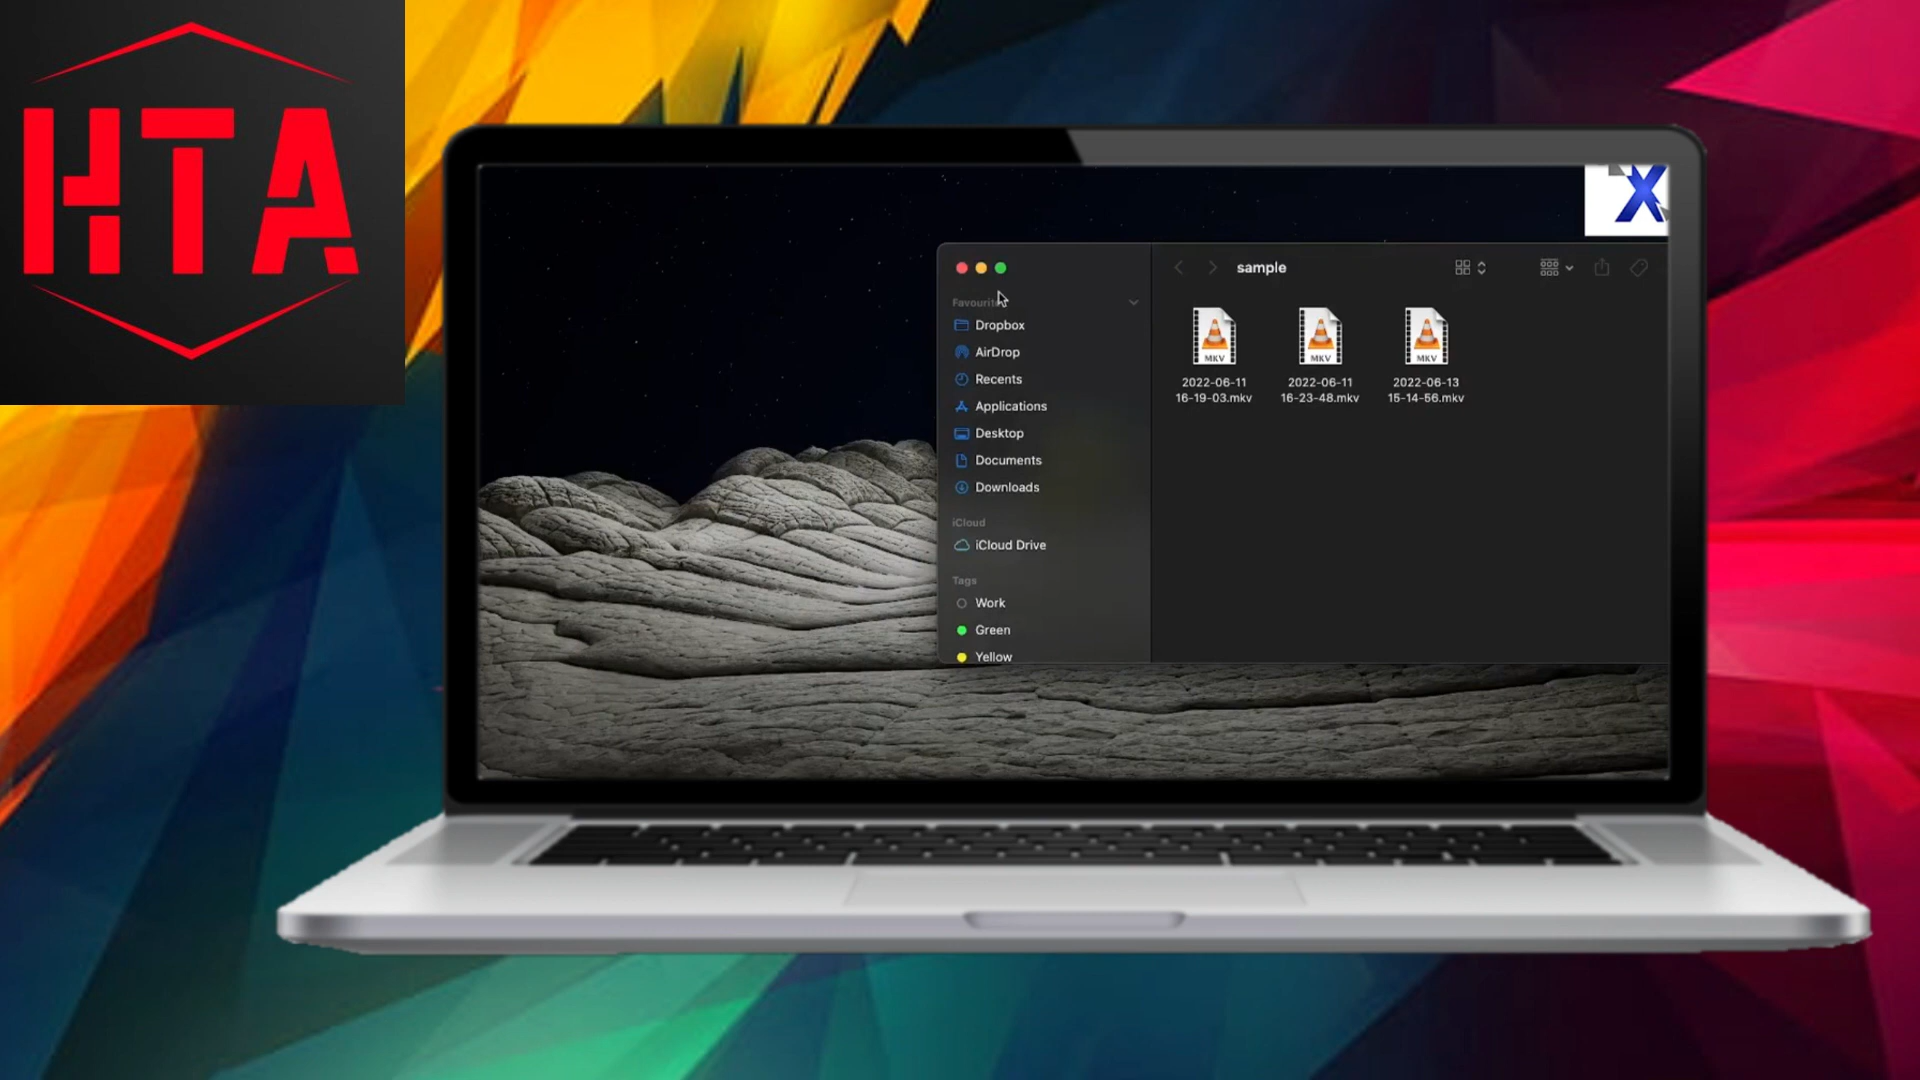 HTA
X
sample
Favourite
Dropbox
AirDrop
Recents
Applications
Desktop
Documents
Downloads
iCloud
iCloud Drive
Tags
Work
Green
Yellow
MKV
MKV
MKV
2022-06-11
16-19-03.mkv
2022-06-11
16-23-48.mkv
2022-06-13
15-14-56.mkv